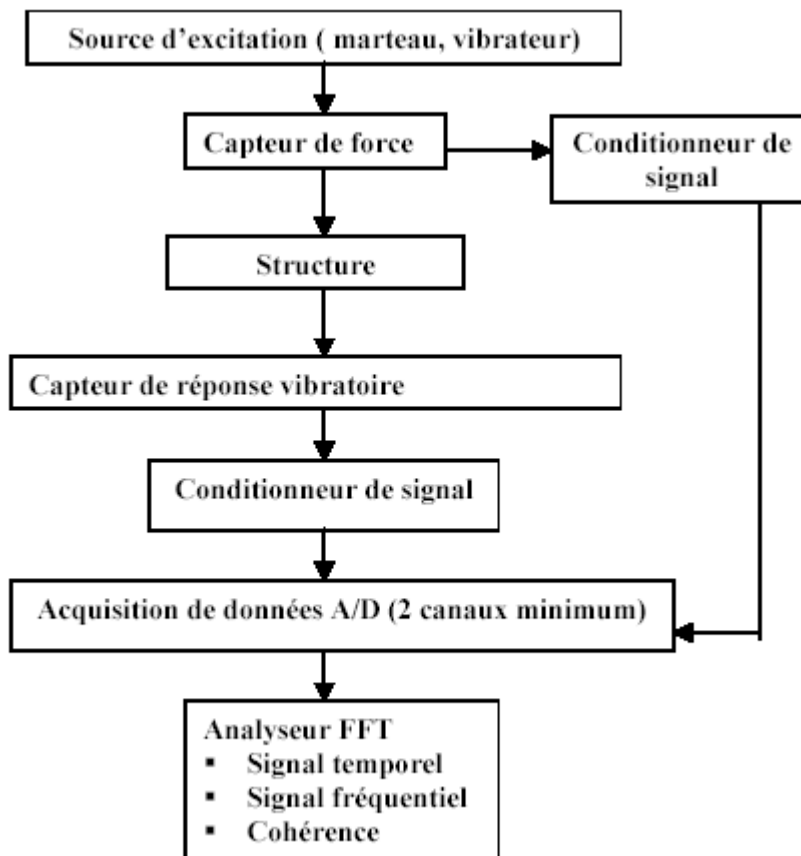 Source d'excitation ( marteau, vibrateur)
Capteur de force
Conditionneur de
signal
Structure
Capteur de réponse vibratoire
Conditionneur de signal
Acquisition de données A/D (2 canaux minimum)
Analyseur FFT
▪ Signal temporel
▪ Signal fréquentiel
▪ Cohérence